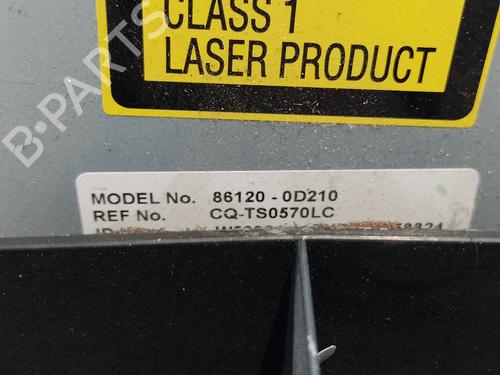 CLASS 1
LASER PRODUCT
B-PARTS
MODEL No. 86120 - 0D210
REF No. CQ-TS0570LC